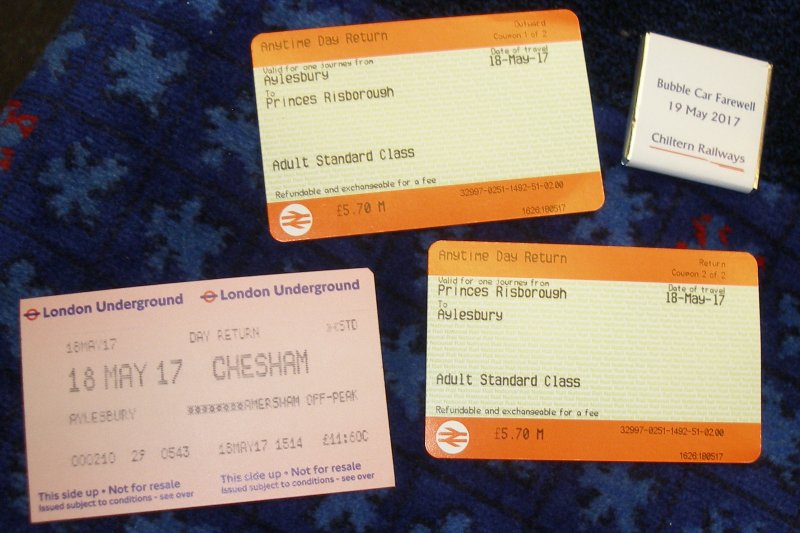 Anytime Day Return
Outward
Coupon 1 of 2
Valid for one journey from
Date of travel
Aylesbury
18-May-17
To
Princes Risborough
Adult Standard Class
Refundable and exchangeable for a fee
32997-0251-1492-51-02.00
£5.70 M
1626:180517
Bubble Car Farewell
19 May 2017
Chiltern Railways
Anytime Day Return
Return
Coupon 2 of 2
Valid for one journey from
Date of travel
Princes Risborough
18-May-17
To
Aylesbury
Adult Standard Class
Refundable and exchangeable for a fee
£5.70 M
32997-0251-1492-51-02.00
1626:180517
London Underground London Underground
18MAY17 DAY RETURN STD
18 MAY 17 CHESHAM
AYLESBURY AMERSHAM OFF-PEAK
000210 29 0543 18MAY17 1514 £11:60C
This side up • Not for resale This side up • Not for resale
Issued subject to conditions - see over Issued subject to conditions - see over